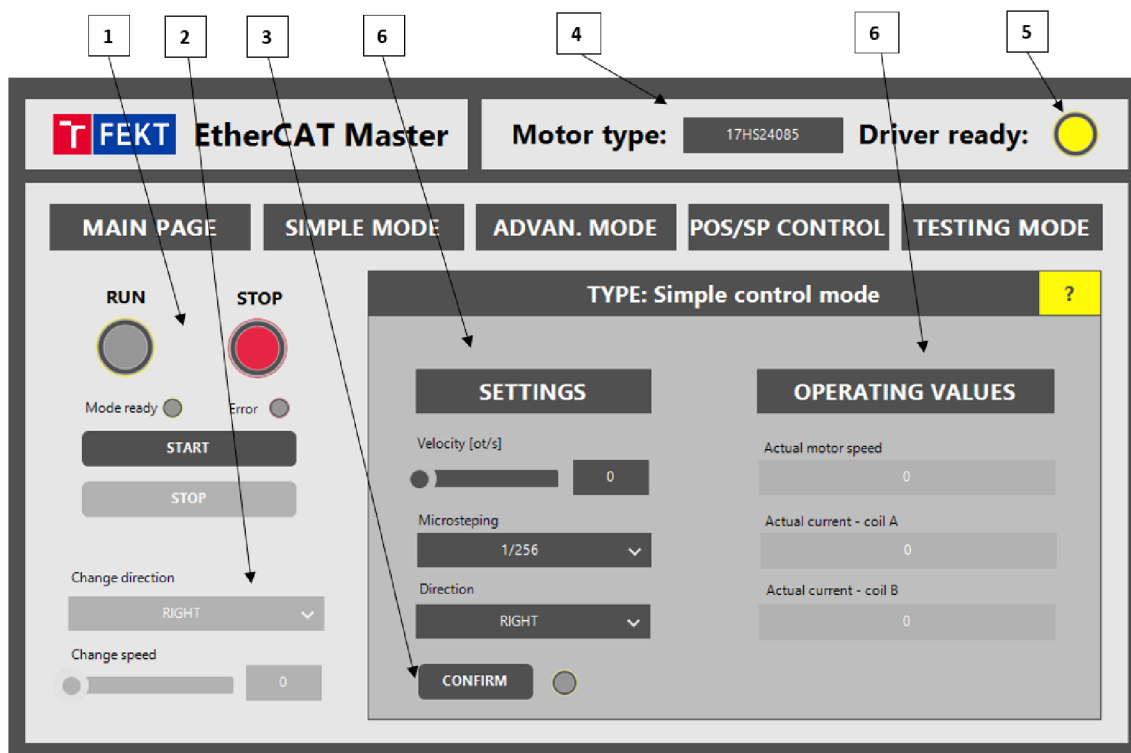 1 2 3 6 4 6 5
T FEKT EtherCAT Master
Motor type: 17HS24085 Driver ready:
MAIN PAGE SIMPLE MODE ADVAN. MODE POS/SP CONTROL TESTING MODE
RUN STOP
TYPE: Simple control mode ?
SETTINGS OPERATING VALUES
Mode ready Error
START
Velocity [ot/s] Actual motor speed
0 0
STOP
Microsteping Actual current - coil A
1/256 0
Change direction Direction Actual current - coil B
RIGHT RIGHT 0
Change speed
0 CONFIRM